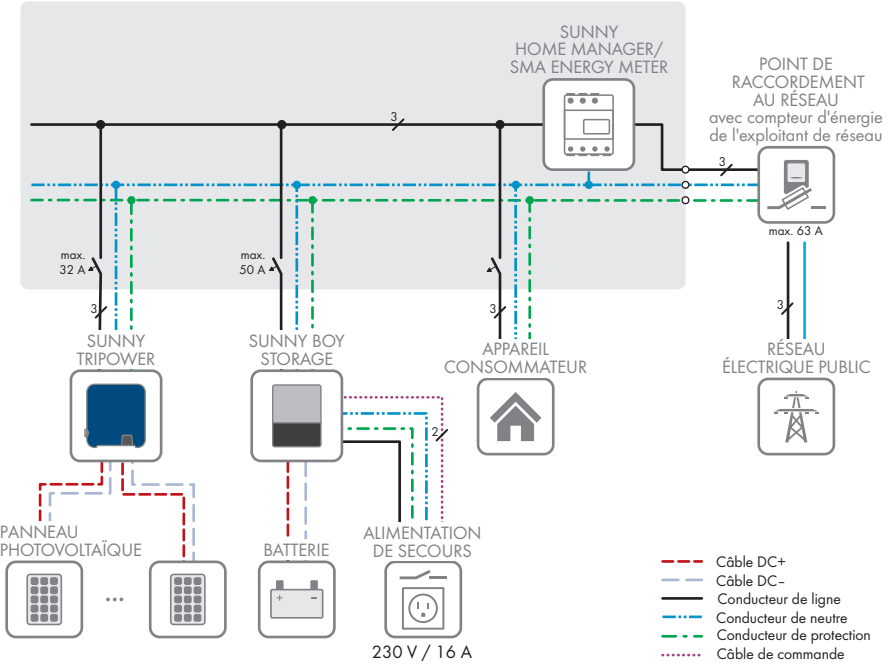 SUNNY
HOME MANAGER/
SMA ENERGY METER
POINT DE
RACCORDEMENT
AU RÉSEAU
avec compteur d'énergie
de l'exploitant de réseau
3
3
max. 63 A
max.
32 A
max.
50 A
3
3
3
SUNNY
TRIPOWER
SUNNY BOY
STORAGE
APPAREIL
CONSOMMATEUR
RÉSEAU
ÉLECTRIQUE PUBLIC
2
PANNEAU
PHOTOVOLTAÏQUE
BATTERIE
ALIMENTATION
DE SECOURS
...
+ −
230 V / 16 A
Câble DC+
Câble DC−
Conducteur de ligne
Conducteur de neutre
Conducteur de protection
Câble de commande